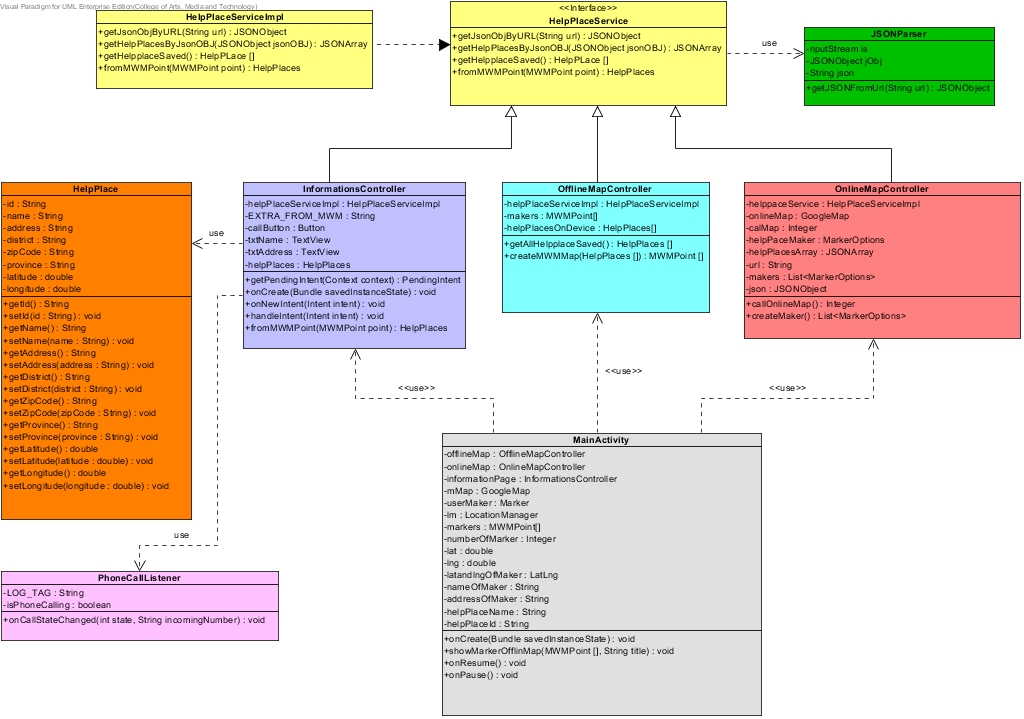 Visual Paradigm for UML Enterprise Edition(College of Arts, Media and Technology)
HelpPlaceServiceImpl
+getJsonObjByURL(String url) : JSONObject
+getHelpPlacesByJsonOBJ(JSONObject jsonOBJ) : JSONArray
+getHelpplaceSaved() : HelpPLace []
+fromMWMPoint(MWMPoint point) : HelpPlaces
<<Interface>>
HelpPlaceService
+getJsonObjByURL(String url) : JSONObject
+getHelpPlacesByJsonOBJ(JSONObject jsonOBJ) : JSONArray
+getHelpplaceSaved() : HelpPLace []
+fromMWMPoint(MWMPoint point) : HelpPlaces
use
JSONParser
-nputStream is
-JSONObject jObj
-String json
+getJSONFromUrl(String url) : JSONObject
HelpPlace
-id : String
-name : String
-address : String
-district : String
-zipCode : String
-province : String
-latitude : double
-longitude : double
+getId() : String
+setId(id : String) : void
+getName() : String
+setName(name : String) : void
+getAddress() : String
+setAddress(address : String) : void
+getDistrict() : String
+setDistrict(district : String) : void
+getZipCode() : String
+setZipCode(zipCode : String) : void
+getProvince() : String
+setProvince(province : String) : void
+getLatitude() : double
+setLatitude(latitude : double) : void
+getLongitude() : double
+setLongitude(longitude : double) : void
use
InformationsController
-helpPlaceServiceImpl : HelpPlaceServiceImpl
-EXTRA_FROM_MWM : String
-callButton : Button
-txtName : TextView
-txtAddress : TextView
-helpPlaces : HelpPlaces
+getPendingIntent(Context context) : PendingIntent
+onCreate(Bundle savedInstanceState) : void
+onNewIntent(Intent intent) : void
+handleIntent(Intent intent) : void
+fromMWMPoint(MWMPoint point) : HelpPlaces
OfflineMapController
-helpPlaceServiceImpl : HelpPlaceServiceImpl
-makers : MWMPoint[]
-helpPlacesOnDevice : HelpPlaces[]
+getAllHelpplaceSaved() : HelpPlaces []
+createMWMMap(HelpPlaces []) : MWMPoint []
OnlineMapController
-helppaceService : HelpPlaceServiceImpl
-onlineMap : GoogleMap
-calMap : Integer
-helpPaceMaker : MarkerOptions
-helpPlacesArray : JSONArray
-url : String
-makers : List<MarkerOptions>
-json : JSONObject
+callOnlineMap() : Integer
+createMaker() : List<MarkerOptions>
<<use>>
<<use>>
<<use>>
MainActivity
-offlineMap : OfflineMapController
-onlineMap : OnlineMapController
-informationPage : InformationsController
-mMap : GoogleMap
-userMaker : Marker
-lm : LocationManager
-markers : MWMPoint[]
-numberOfMarker : Integer
-lat : double
-lng : double
-latandlngOfMaker : LatLng
-nameOfMaker : String
-addressOfMaker : String
-helpPlaceName : String
-helpPlaceId : String
+onCreate(Bundle savedInstanceState) : void
+showMarkerOfflinMap(MWMPoint [], String title) : void
+onResume() : void
+onPause() : void
use
PhoneCallListener
-LOG_TAG : String
-isPhoneCalling : boolean
+onCallStateChanged(int state, String incomingNumber) : void